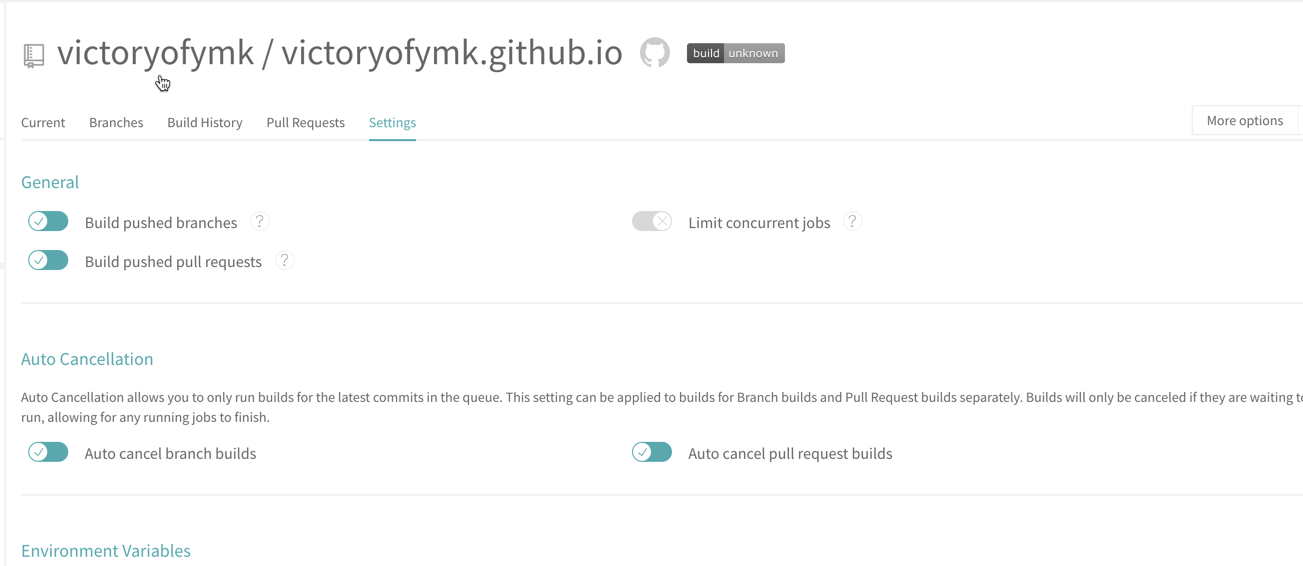 victoryofymk / victoryofymk.github.io build unknown
Current Branches Build History Pull Requests Settings More options
General
Build pushed branches ? Limit concurrent jobs ?
Build pushed pull requests ?
Auto Cancellation
Auto Cancellation allows you to only run builds for the latest commits in the queue. This setting can be applied to builds for Branch builds and Pull Request builds separately. Builds will only be canceled if they are waiting to
run, allowing for any running jobs to finish.
Auto cancel branch builds Auto cancel pull request builds
Environment Variables